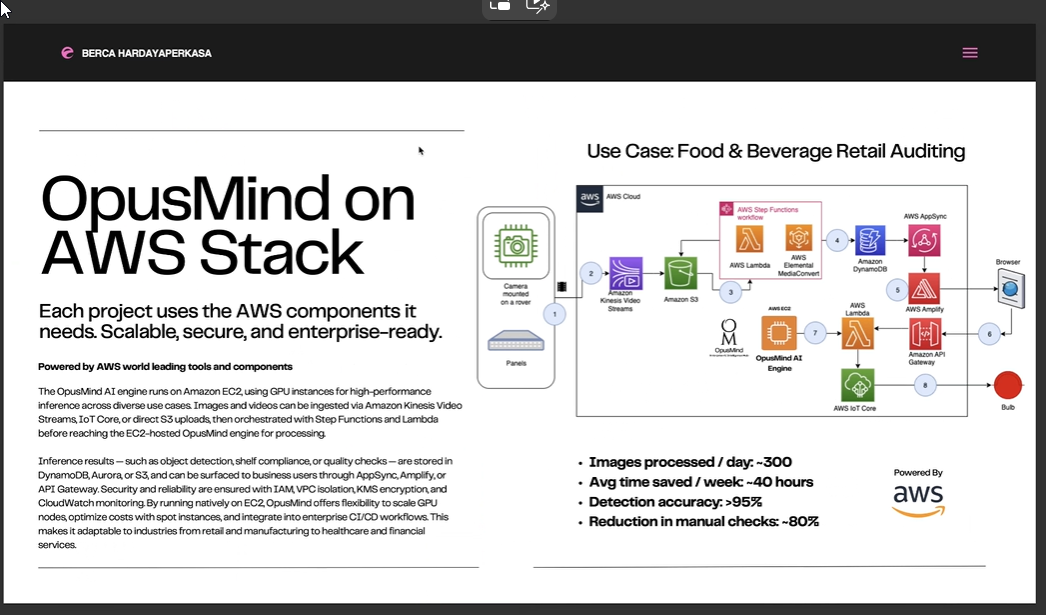 BERCA HARDAYAPERKASA
OpusMind on
AWS Stack
Each project uses the AWS components it
needs. Scalable, secure, and enterprise-ready.
Powered by AWS world leading tools and components
The OpusMind AI engine runs on Amazon EC2, using GPU instances for high-performance
inference across diverse use cases. Images and videos can be ingested via Amazon Kinesis Video
Streams, IoT Core, or direct S3 uploads, then orchestrated with Step Functions and Lambda
before reaching the EC2-hosted OpusMind engine for processing.
Inference results — such as object detection, shelf compliance, or quality checks — are stored in
DynamoDB, Aurora, or S3, and can be surfaced to business users through AppSync, Amplify, or
API Gateway. Security and reliability are ensured with IAM, VPC isolation, KMS encryption, and
CloudWatch monitoring. By running natively on EC2, OpusMind offers flexibility to scale GPU
nodes, optimize costs with spot instances, and integrate into enterprise CI/CD workflows. This
makes it adaptable to industries from retail and manufacturing to healthcare and financial
services.
Use Case: Food & Beverage Retail Auditing
aws
AWS Cloud
Camera
mounted
on a rover
Panels
1
2
Amazon
Kinesis Video
Streams
Amazon S3
3
AWS Step Functions
workflow
AWS Lambda
AWS
Elemental
MediaConvert
4
Amazon
DynamoDB
AWS AppSync
5
AWS Amplify
Browser
6
Amazon API
Gateway
AWS
Lambda
7
AWS EC2
OpusMind AI
Engine
OM
OpusMind
AWS IoT Core
8
Bulb
• Images processed / day: ~300
• Avg time saved / week: ~40 hours
• Detection accuracy: >95%
• Reduction in manual checks: ~80%
Powered By
aws